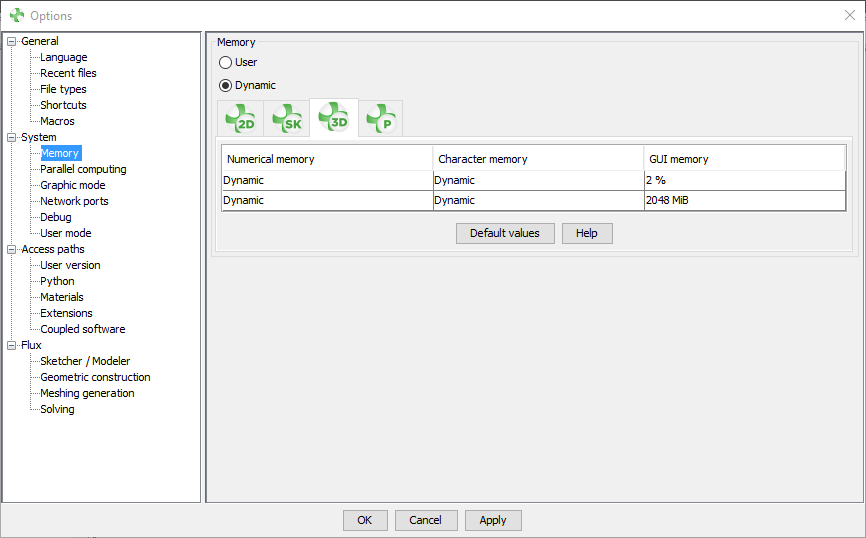 Options
General
Language
Recent files
File types
Shortcuts
Macros
System
Memory
Parallel computing
Graphic mode
Network ports
Debug
User mode
Access paths
User version
Python
Materials
Extensions
Coupled software
Flux
Sketcher / Modeler
Geometric construction
Meshing generation
Solving
Memory
User
Dynamic
2D SK 3D P
Numerical memory Character memory GUI memory
Dynamic Dynamic 2 %
Dynamic Dynamic 2048 MiB
Default values Help
OK Cancel Apply